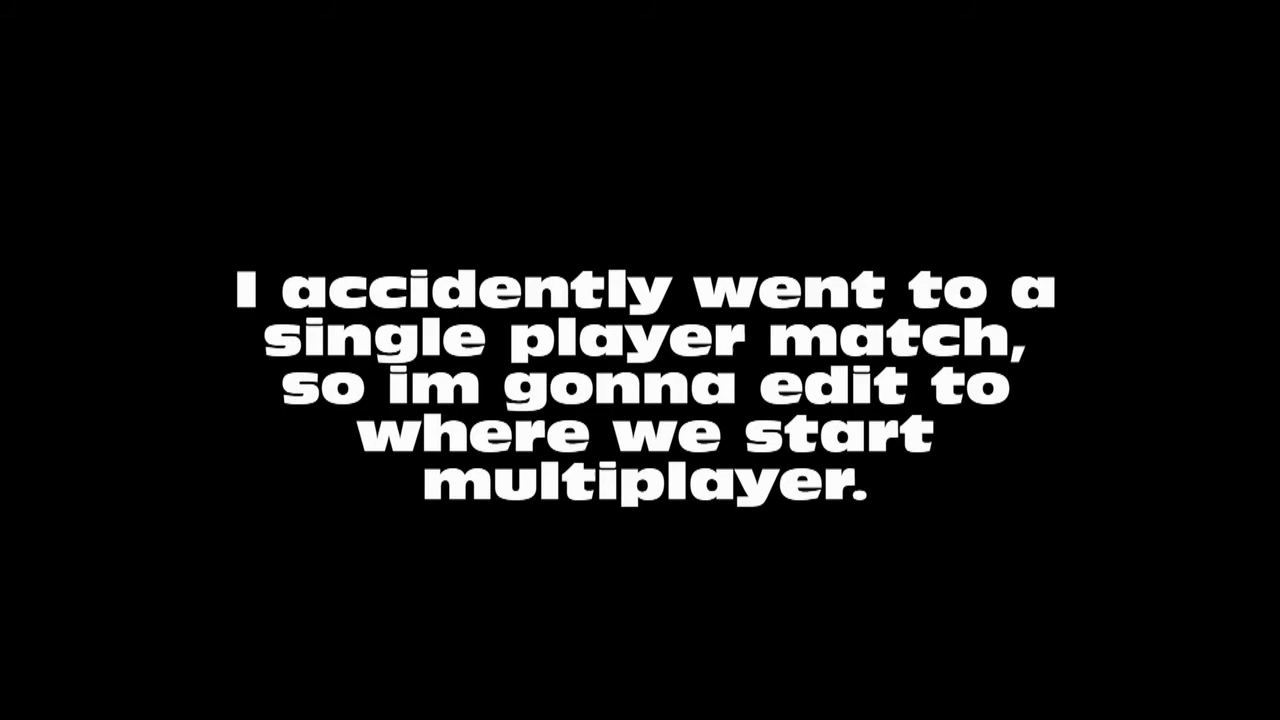 I accidently went to a
single player match,
so im gonna edit to
where we start
multiplayer.